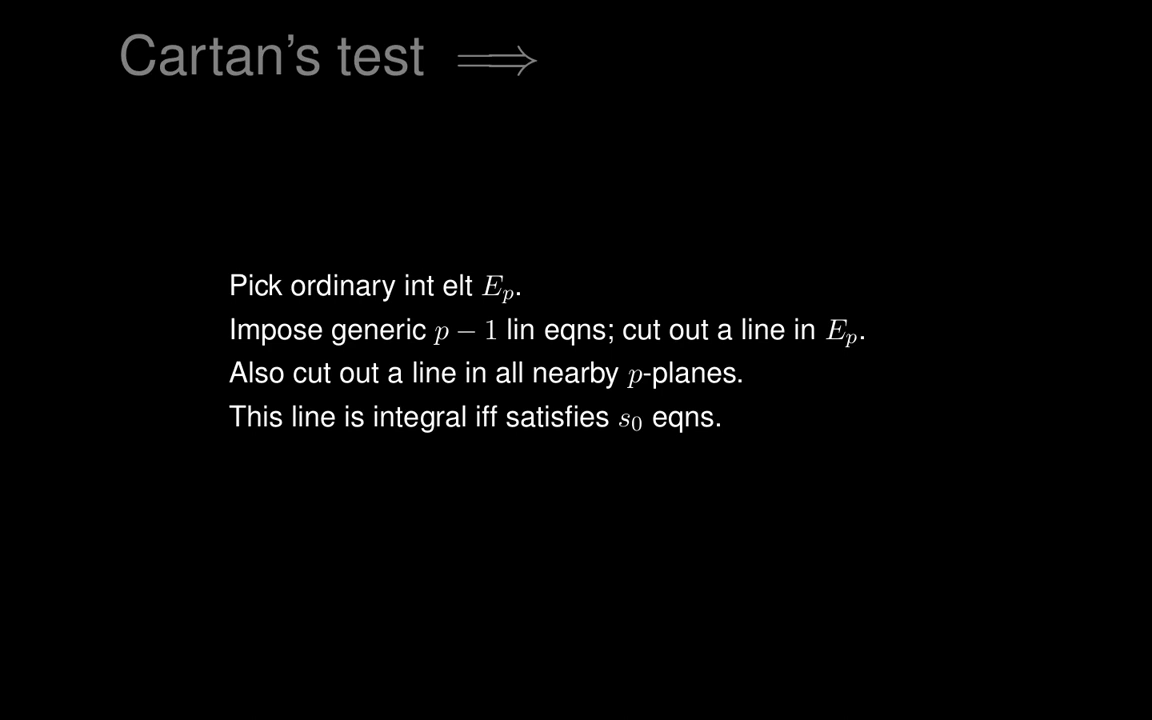 Cartan's test ⟹
Pick ordinary int elt $E_p$.
Impose generic $p-1$ lin eqns; cut out a line in $E_p$.
Also cut out a line in all nearby $p$-planes.
This line is integral iff satisfies $s_0$ eqns.